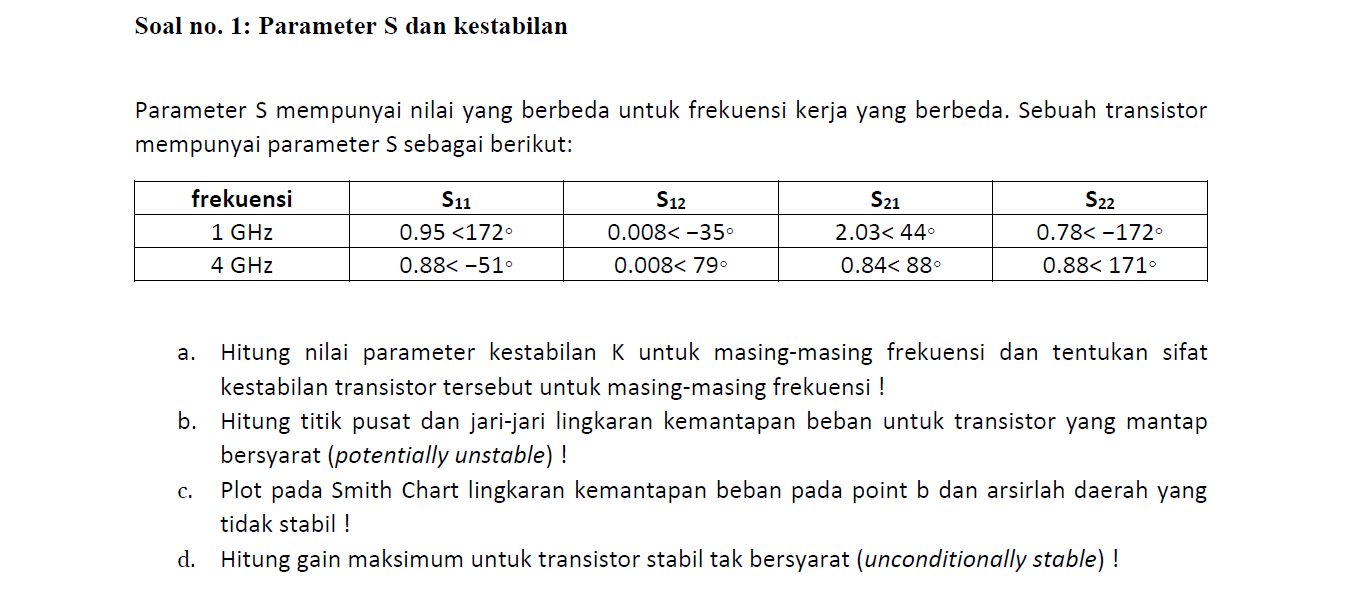 Soal no. 1: Parameter S dan kestabilan
Parameter S mempunyai nilai yang berbeda untuk frekuensi kerja yang berbeda. Sebuah transistor
mempunyai parameter S sebagai berikut:
frekuensi S11 S12 S21 S22
1 GHz 0.95 <172° 0.008< −35° 2.03< 44° 0.78< −172°
4 GHz 0.88< −51° 0.008< 79° 0.84< 88° 0.88< 171°
a. Hitung nilai parameter kestabilan K untuk masing-masing frekuensi dan tentukan sifat
kestabilan transistor tersebut untuk masing-masing frekuensi !
b. Hitung titik pusat dan jari-jari lingkaran kemantapan beban untuk transistor yang mantap
bersyarat (potentially unstable) !
c. Plot pada Smith Chart lingkaran kemantapan beban pada point b dan arsirlah daerah yang
tidak stabil !
d. Hitung gain maksimum untuk transistor stabil tak bersyarat (unconditionally stable) !